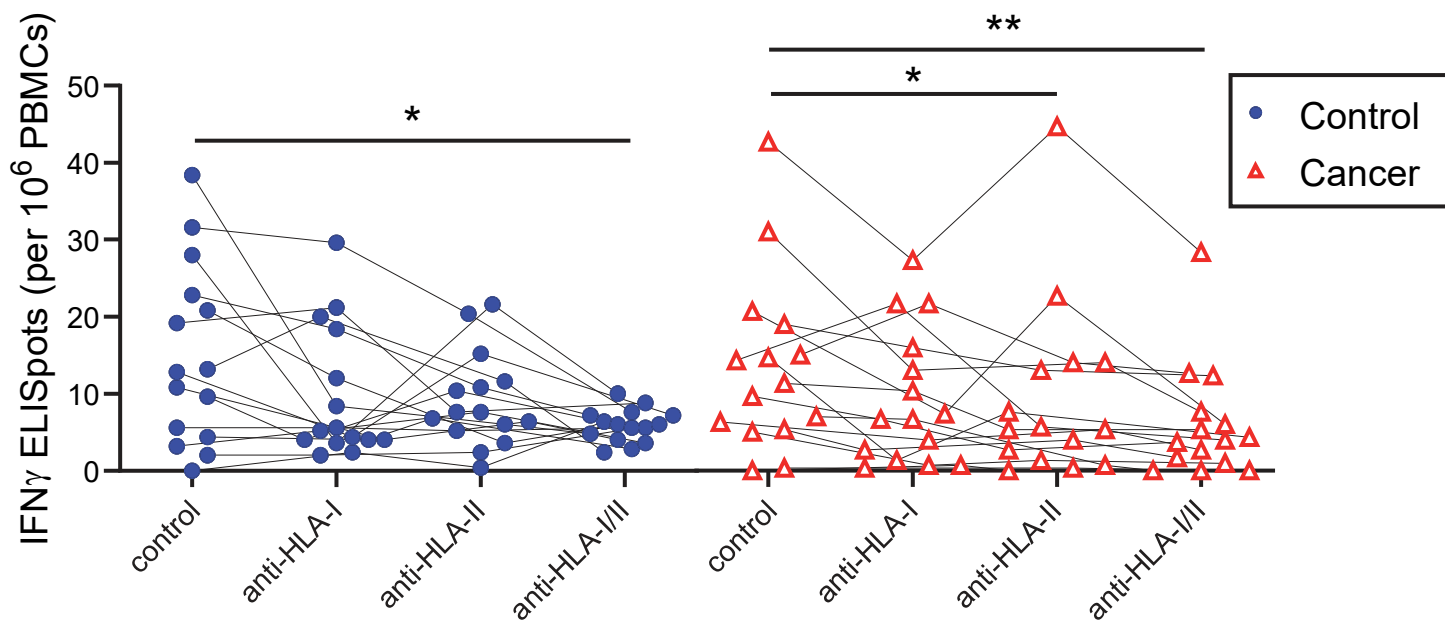 IFNγ ELISpots (per 10⁶ PBMCs)
50
40
30
20
10
0
*
**
*
control
anti-HLA-I
anti-HLA-II
anti-HLA-I/II
control
anti-HLA-I
anti-HLA-II
anti-HLA-I/II
Control
Cancer